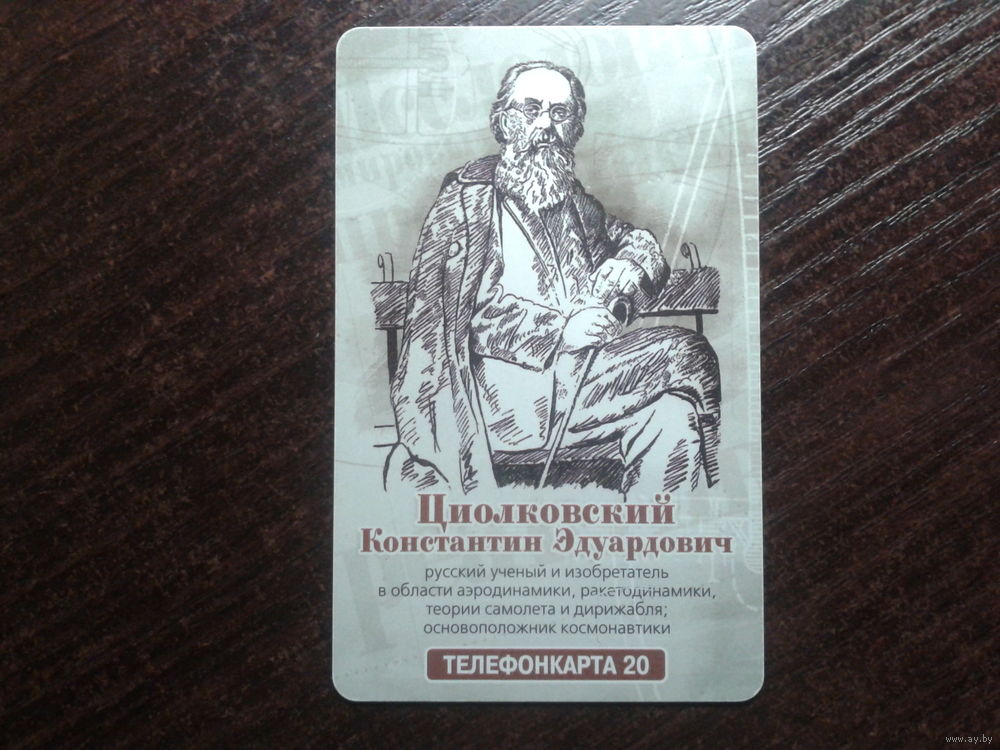 Циолковский
Константин Эдуардович
русский ученый и изобретатель
в области аэродинамики, ракетодинамики,
теории самолета и дирижабля;
основоположник космонавтики
ТЕЛЕФОНКАРТА 20
www.ay.by